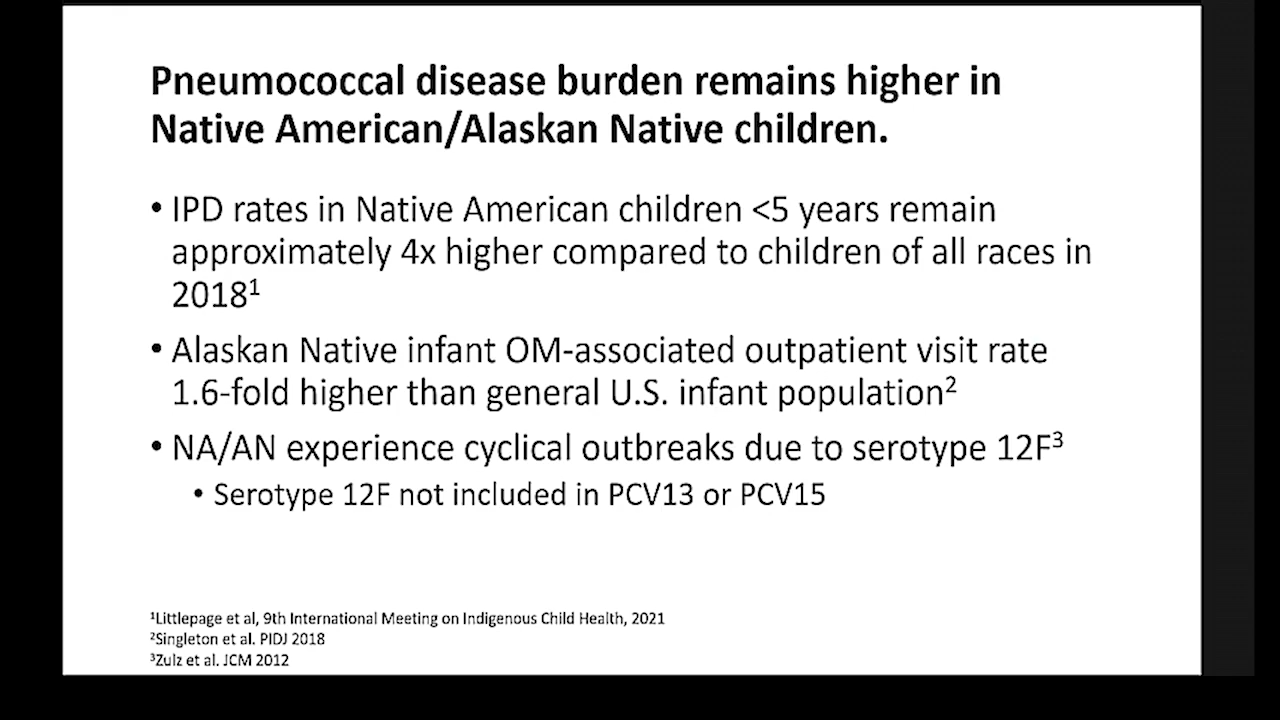 Pneumococcal disease burden remains higher in
Native American/Alaskan Native children.
• IPD rates in Native American children <5 years remain
approximately 4x higher compared to children of all races in
2018¹
• Alaskan Native infant OM-associated outpatient visit rate
1.6-fold higher than general U.S. infant population²
• NA/AN experience cyclical outbreaks due to serotype 12F³
• Serotype 12F not included in PCV13 or PCV15
¹Littlepage et al, 9th International Meeting on Indigenous Child Health, 2021
²Singleton et al. PIDJ 2018
³Zulz et al. JCM 2012